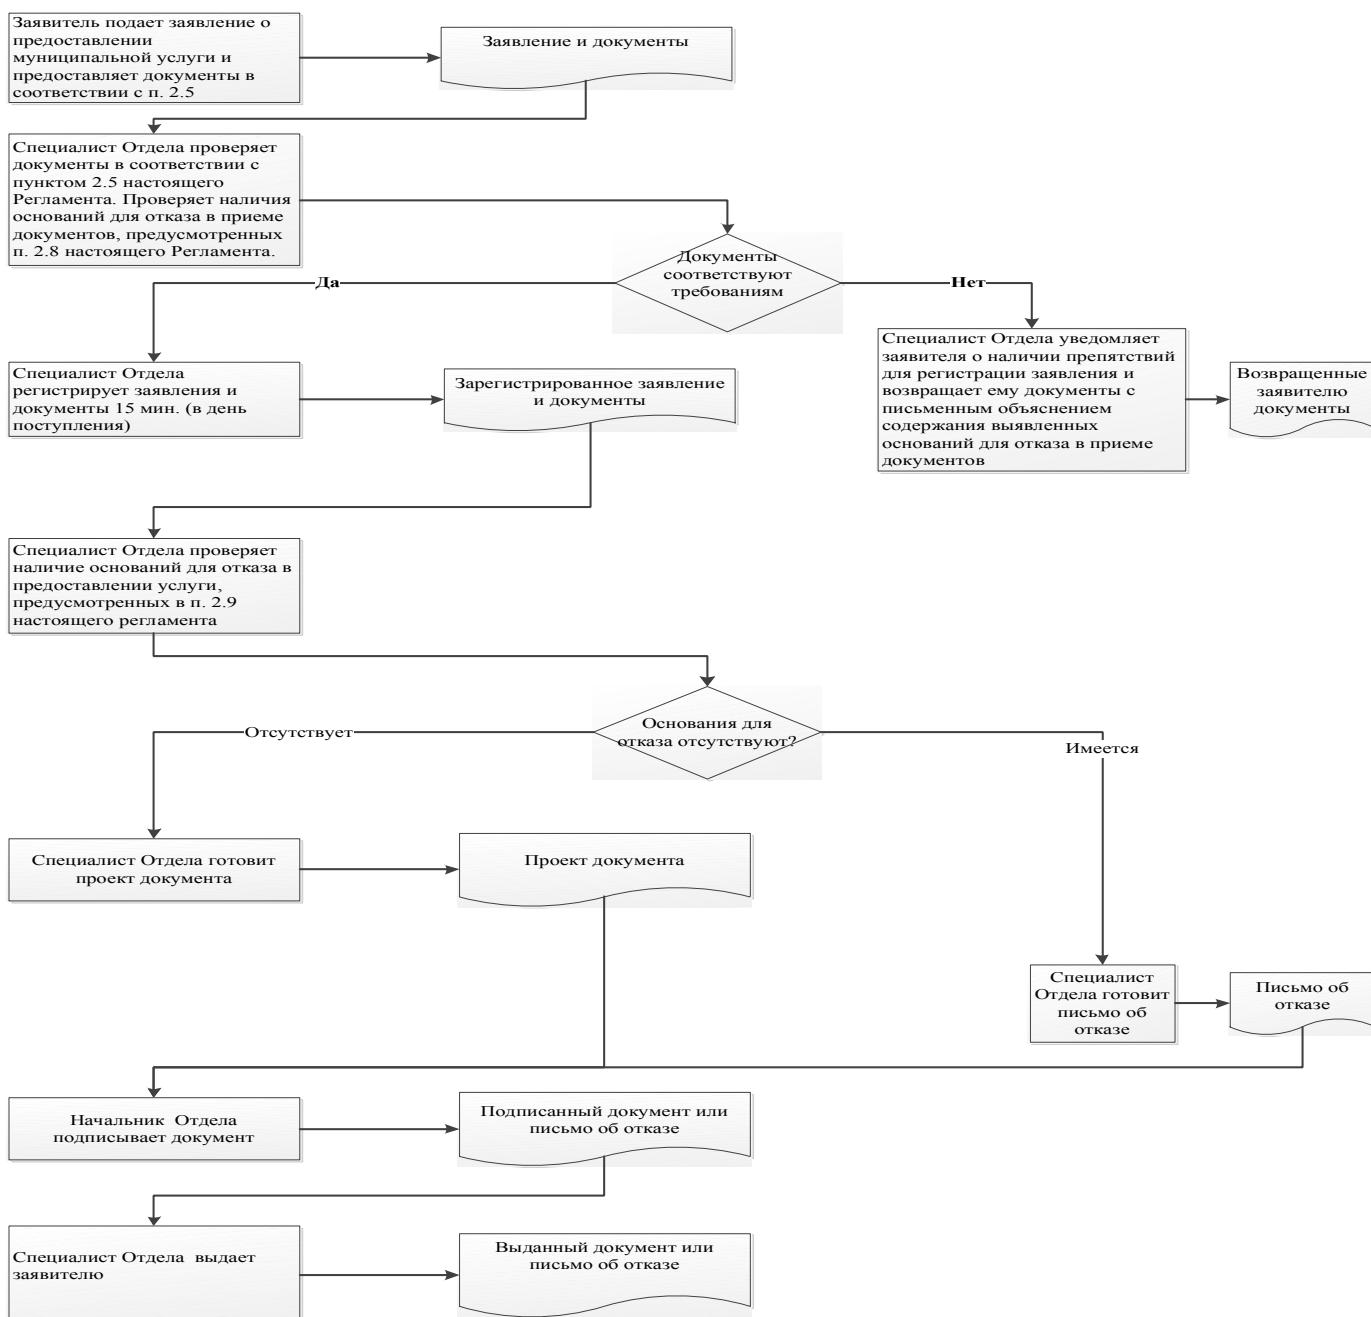 Заявитель подает заявление о
предоставлении
муниципальной услуги и
предоставляет документы в
соответствии с п. 2.5
Заявление и документы
Специалист Отдела проверяет
документы в соответствии с
пунктом 2.5 настоящего
Регламента. Проверяет наличия
оснований для отказа в приеме
документов, предусмотренных
п. 2.8 настоящего Регламента.
Документы
соответствуют
требованиям
Да
Нет
Специалист Отдела
регистрирует заявления и
документы 15 мин. (в день
поступления)
Зарегистрированное заявление
и документы
Специалист Отдела уведомляет
заявителя о наличии препятствий
для регистрации заявления и
возвращает ему документы с
письменным объяснением
содержания выявленных
оснований для отказа в приеме
документов
Возвращенные
заявителю
документы
Специалист Отдела проверяет
наличие оснований для отказа в
предоставлении услуги,
предусмотренных в п. 2.9
настоящего регламента
Основания для
отказа отсутствуют?
Отсутствует
Имеется
Специалист Отдела готовит
проект документа
Проект документа
Специалист
Отдела готовит
письмо об
отказе
Письмо об
отказе
Начальник  Отдела
подписывает документ
Подписанный документ или
письмо об отказе
Специалист Отдела  выдает
заявителю
Выданный документ или
письмо об отказе